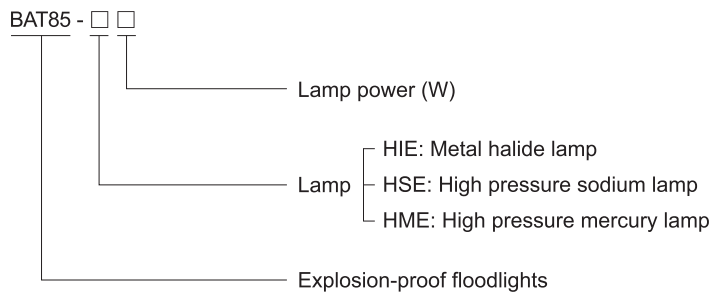 BAT85 - □ □
Lamp power (W)
HIE: Metal halide lamp
Lamp
HSE: High pressure sodium lamp
HME: High pressure mercury lamp
Explosion-proof floodlights